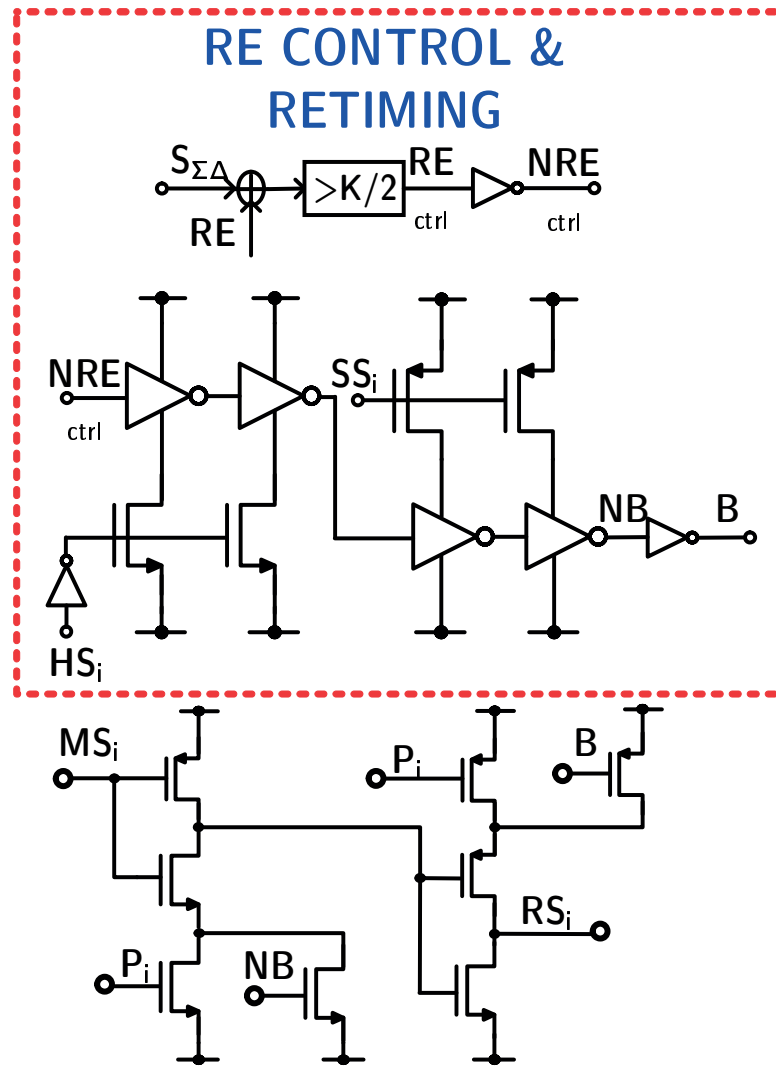 RE CONTROL &
RETIMING
SΣΔ
RE
>K/2
RE
ctrl
NRE
ctrl
NRE
ctrl
SSi
NB
B
HSi
MSi
Pi
B
RSi
Pi
NB